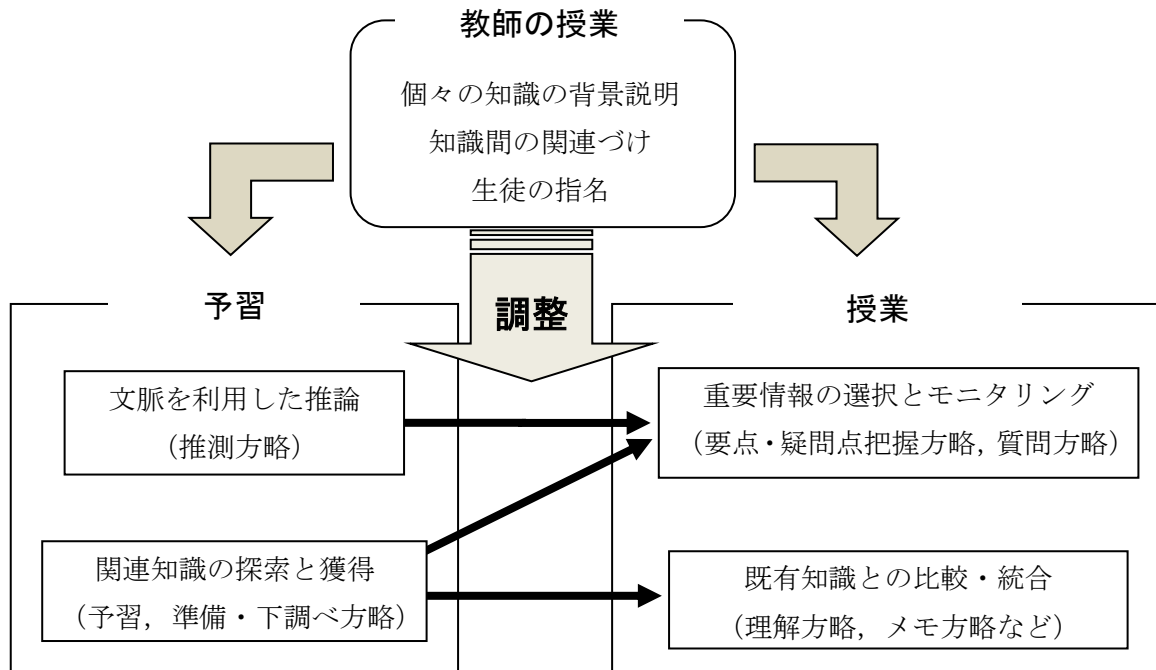 教師の授業
個々の知識の背景説明
知識間の関連づけ
生徒の指名
調整
予習
文脈を利用した推論
（推測方略）
関連知識の探索と獲得
（予習，準備・下調べ方略）
授業
重要情報の選択とモニタリング
（要点・疑問点把握方略, 質問方略）
既有知識との比較・統合
（理解方略，メモ方略など）